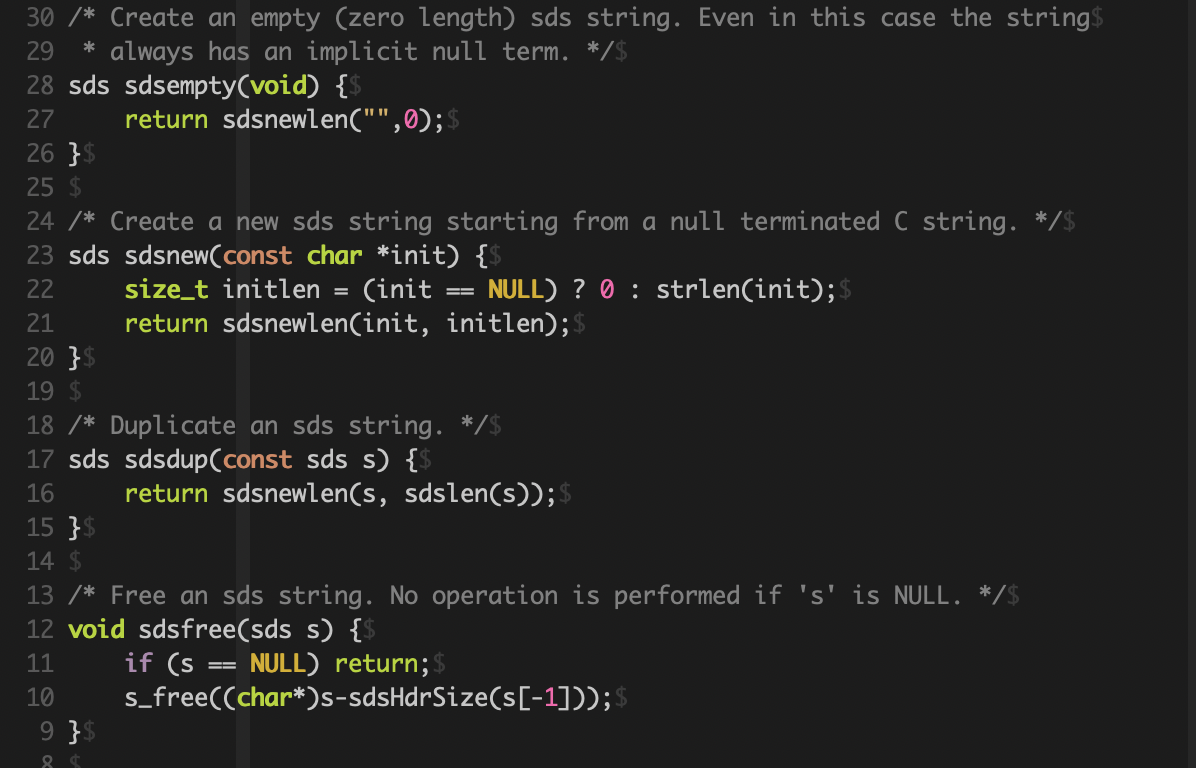 30 /* Create an empty (zero length) sds string. Even in this case the string$
29  * always has an implicit null term. */$
28 sds sdsempty(void) {$
27     return sdsnewlen("",0);$
26 }$
25 $
24 /* Create a new sds string starting from a null terminated C string. */$
23 sds sdsnew(const char *init) {$
22     size_t initlen = (init == NULL) ? 0 : strlen(init);$
21     return sdsnewlen(init, initlen);$
20 }$
19 $
18 /* Duplicate an sds string. */$
17 sds sdsdup(const sds s) {$
16     return sdsnewlen(s, sdslen(s));$
15 }$
14 $
13 /* Free an sds string. No operation is performed if 's' is NULL. */$
12 void sdsfree(sds s) {$
11     if (s == NULL) return;$
10     s_free((char*)s-sdsHdrSize(s[-1]));$
 9 }$
 8 $